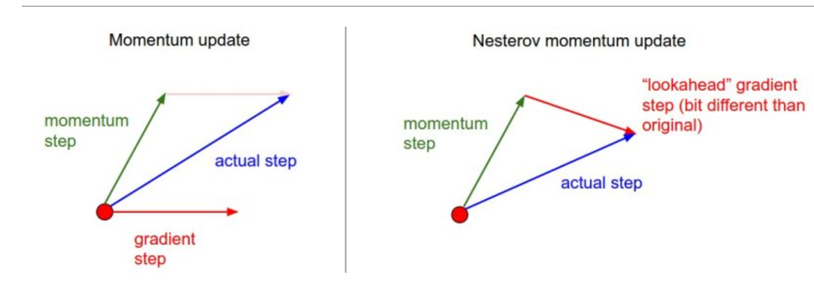 Momentum update
momentum
step
actual step
gradient
step
Nesterov momentum update
momentum
step
"lookahead" gradient
step (bit different than
original)
actual step